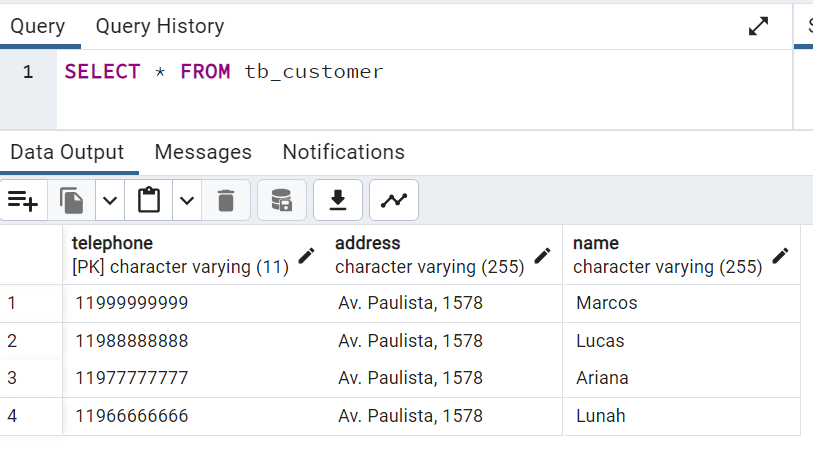 Query Query History
1 SELECT * FROM tb_customer
Data Output Messages Notifications
telephone address name
[PK] character varying (11) character varying (255) character varying (255)
1 11999999999 Av. Paulista, 1578 Marcos
2 11988888888 Av. Paulista, 1578 Lucas
3 11977777777 Av. Paulista, 1578 Ariana
4 11966666666 Av. Paulista, 1578 Lunah